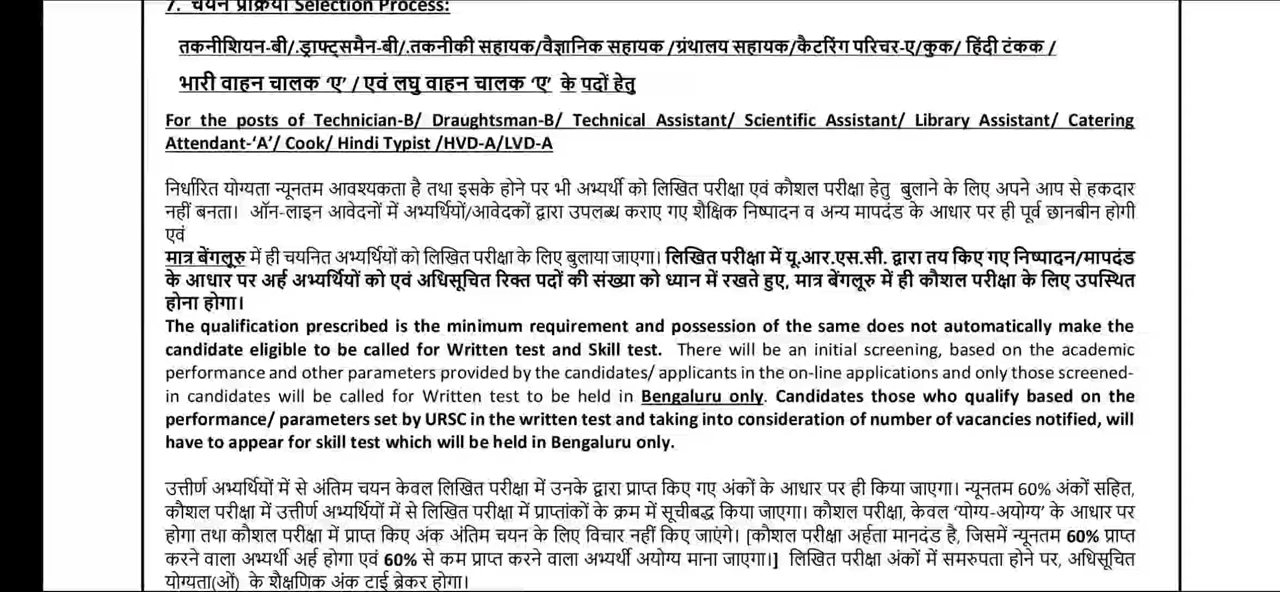 7. चयन प्रक्रिया Selection Process:
तकनीशियन-बी/.ड्राफ्ट्समैन-बी/.तकनीकी सहायक/वैज्ञानिक सहायक /ग्रंथालय सहायक/कैटरिंग परिचर-ए/कुक/ हिंदी टंकक /
भारी वाहन चालक ‘ए’ / एवं लघु वाहन चालक ‘ए’ के पदों हेतु
For the posts of Technician-B/ Draughtsman-B/ Technical Assistant/ Scientific Assistant/ Library Assistant/ Catering
Attendant-‘A’/ Cook/ Hindi Typist /HVD-A/LVD-A
निर्धारित योग्यता न्यूनतम आवश्यकता है तथा इसके होने पर भी अभ्यर्थी को लिखित परीक्षा एवं कौशल परीक्षा हेतु बुलाने के लिए अपने आप से हकदार
नहीं बनता। ऑन-लाइन आवेदनों में अभ्यर्थियों/आवेदकों द्वारा उपलब्ध कराए गए शैक्षिक निष्पादन व अन्य मापदंड के आधार पर ही पूर्व छानबीन होगी
एवं
मात्र बेंगलूरु में ही चयनित अभ्यर्थियों को लिखित परीक्षा के लिए बुलाया जाएगा। लिखित परीक्षा में यू.आर.एस.सी. द्वारा तय किए गए निष्पादन/मापदंड
के आधार पर अर्ह अभ्यर्थियों को एवं अधिसूचित रिक्त पदों की संख्या को ध्यान में रखते हुए, मात्र बेंगलूरु में ही कौशल परीक्षा के लिए उपस्थित
होना होगा।
The qualification prescribed is the minimum requirement and possession of the same does not automatically make the
candidate eligible to be called for Written test and Skill test. There will be an initial screening, based on the academic
performance and other parameters provided by the candidates/ applicants in the on-line applications and only those screened-
in candidates will be called for Written test to be held in Bengaluru only. Candidates those who qualify based on the
performance/ parameters set by URSC in the written test and taking into consideration of number of vacancies notified, will
have to appear for skill test which will be held in Bengaluru only.
उत्तीर्ण अभ्यर्थियों में से अंतिम चयन केवल लिखित परीक्षा में उनके द्वारा प्राप्त किए गए अंकों के आधार पर ही किया जाएगा। न्यूनतम 60% अंकों सहित,
कौशल परीक्षा में उत्तीर्ण अभ्यर्थियों में से लिखित परीक्षा में प्राप्तांकों के क्रम में सूचीबद्ध किया जाएगा। कौशल परीक्षा, केवल ‘योग्य-अयोग्य’ के आधार पर
होगा तथा कौशल परीक्षा में प्राप्त किए अंक अंतिम चयन के लिए विचार नहीं किए जाएंगे। [कौशल परीक्षा अर्हता मानदंड है, जिसमें न्यूनतम 60% प्राप्त
करने वाला अभ्यर्थी अर्ह होगा एवं 60% से कम प्राप्त करने वाला अभ्यर्थी अयोग्य माना जाएगा।] लिखित परीक्षा अंकों में समरुपता होने पर, अधिसूचित
योग्यता(ओं) के शैक्षणिक अंक टाई ब्रेकर होगा।